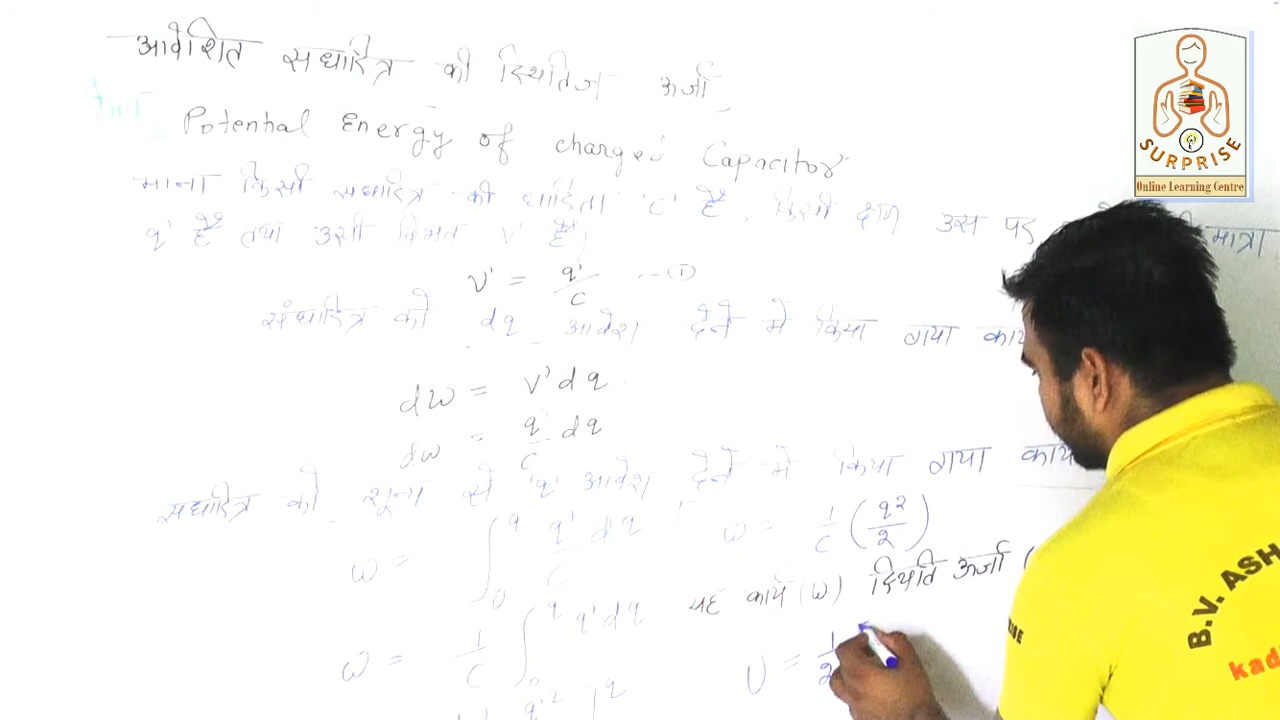 आवेशित संधारित्र की स्थितिज ऊर्जा
Potential Energy of charged Capacitor
माना किसी संधारित्र की धारिता 'C' है. किसी क्षण उस पर मात्रा
q' है तथा उसी विभव V' है)
V' = q'/C —(1)
संधारित्र को dq आवेश देने में किया गया कार्य
dW = V'dq
dW = q'/C dq
संधारित्र को शून्य से 'q' आवेश देने में किया गया कार्य
W = ∫₀^q q'/C dq
W = 1/C ∫₀^q q'dq
q'² q
W = 1/C (q²/2)
यह कार्य (W) स्थिति ऊर्जा (
U = 1/2
SURPRISE
Online Learning Centre
B.V. ASH
kad